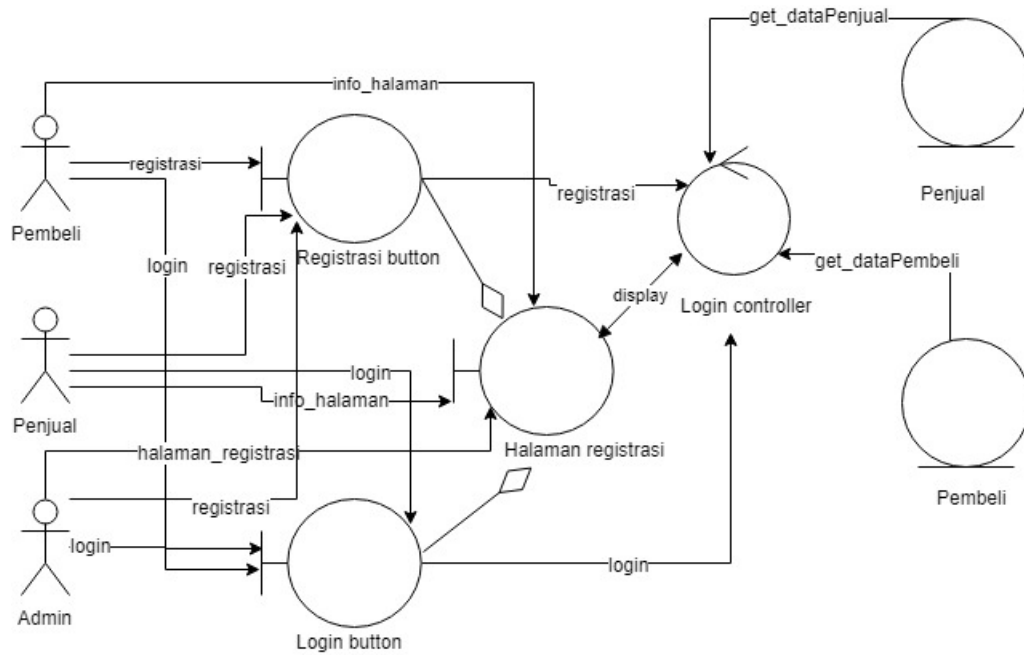 get_dataPenjual
info_halaman
registrasi
Pembeli
registrasi
Penjual
login
registrasi
Registrasi button
get_dataPembeli
display
Login controller
login
info_halaman
Penjual
halaman_registrasi
Halaman registrasi
Pembeli
registrasi
login
login
Admin
Login button